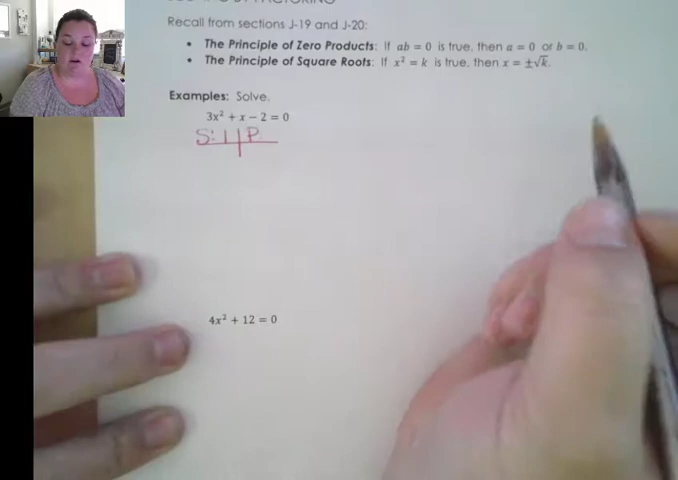 Recall from sections J-19 and J-20:
• The Principle of Zero Products: If ab = 0 is true, then a = 0 or b = 0.
• The Principle of Square Roots: If x² = k is true, then x = ±√k.
Examples: Solve.
3x² + x − 2 = 0
S: 1 | P:
4x² + 12 = 0